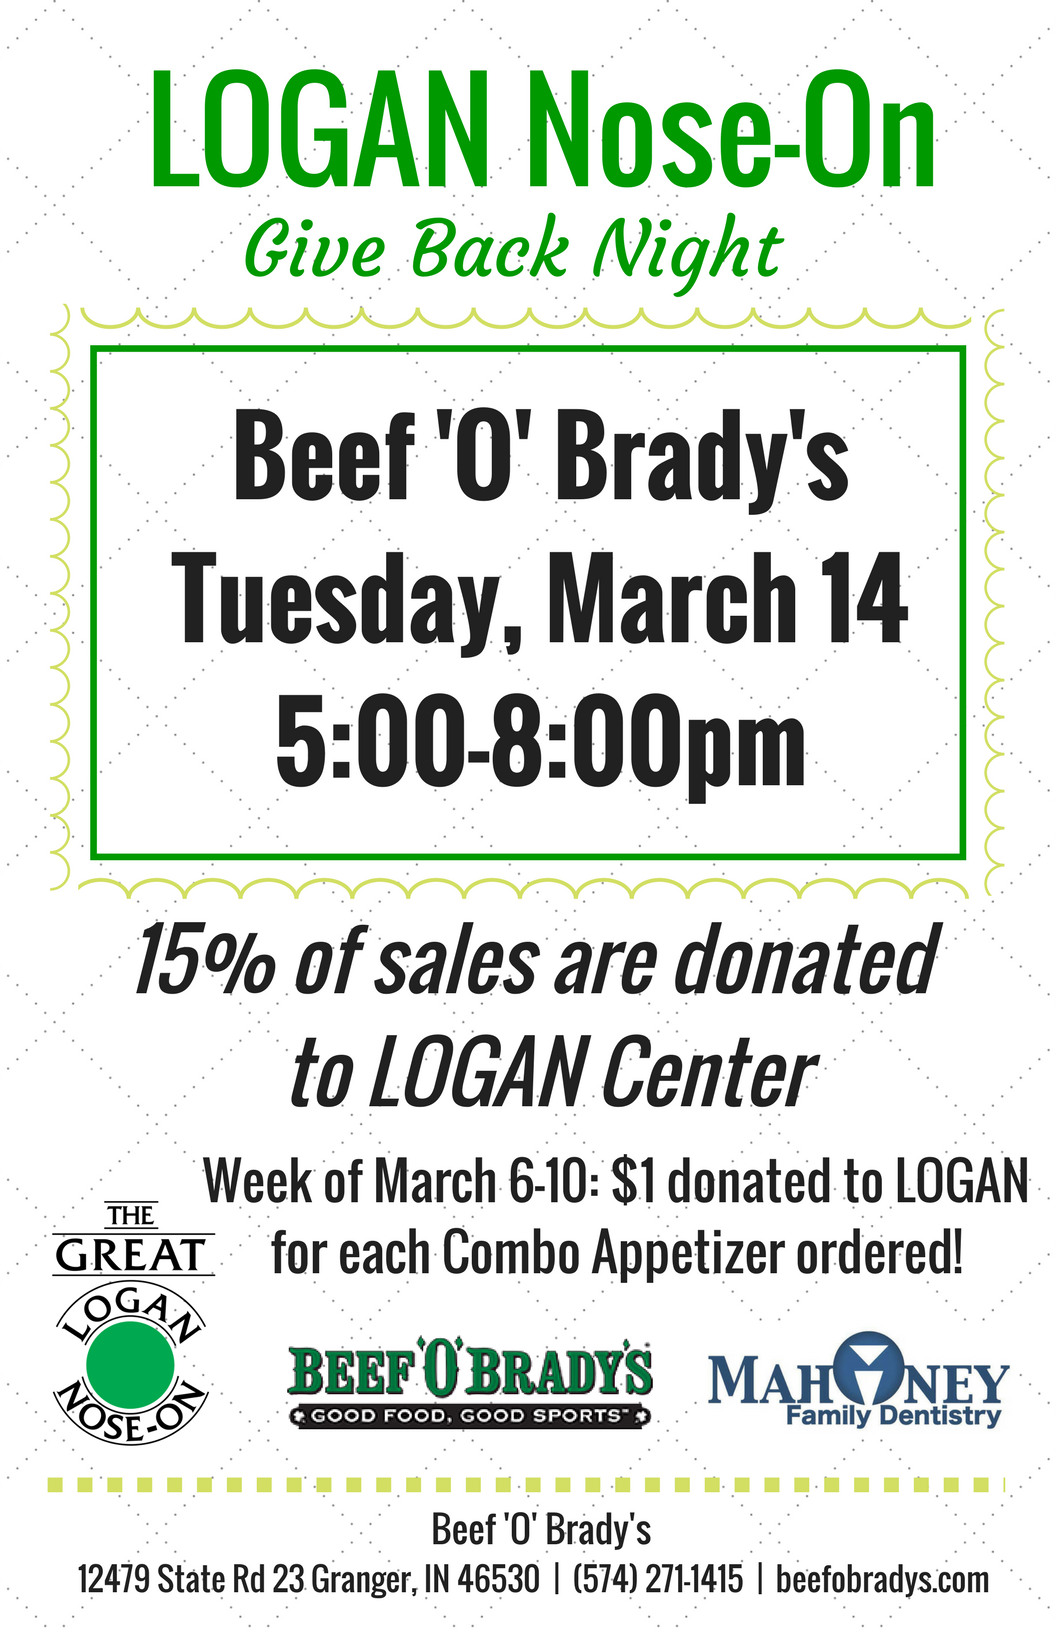 LOGAN Nose-On
Give Back Night
Beef 'O' Brady's
Tuesday, March 14
5:00-8:00pm
15% of sales are donated
to LOGAN Center
Week of March 6-10: $1 donated to LOGAN
for each Combo Appetizer ordered!
THE
GREAT
LOGAN
NOSE-ON
BEEF 'O' BRADY'S
GOOD FOOD, GOOD SPORTS™
MAHONEY
Family Dentistry
Beef 'O' Brady's
12479 State Rd 23 Granger, IN 46530 | (574) 271-1415 | beefobradys.com